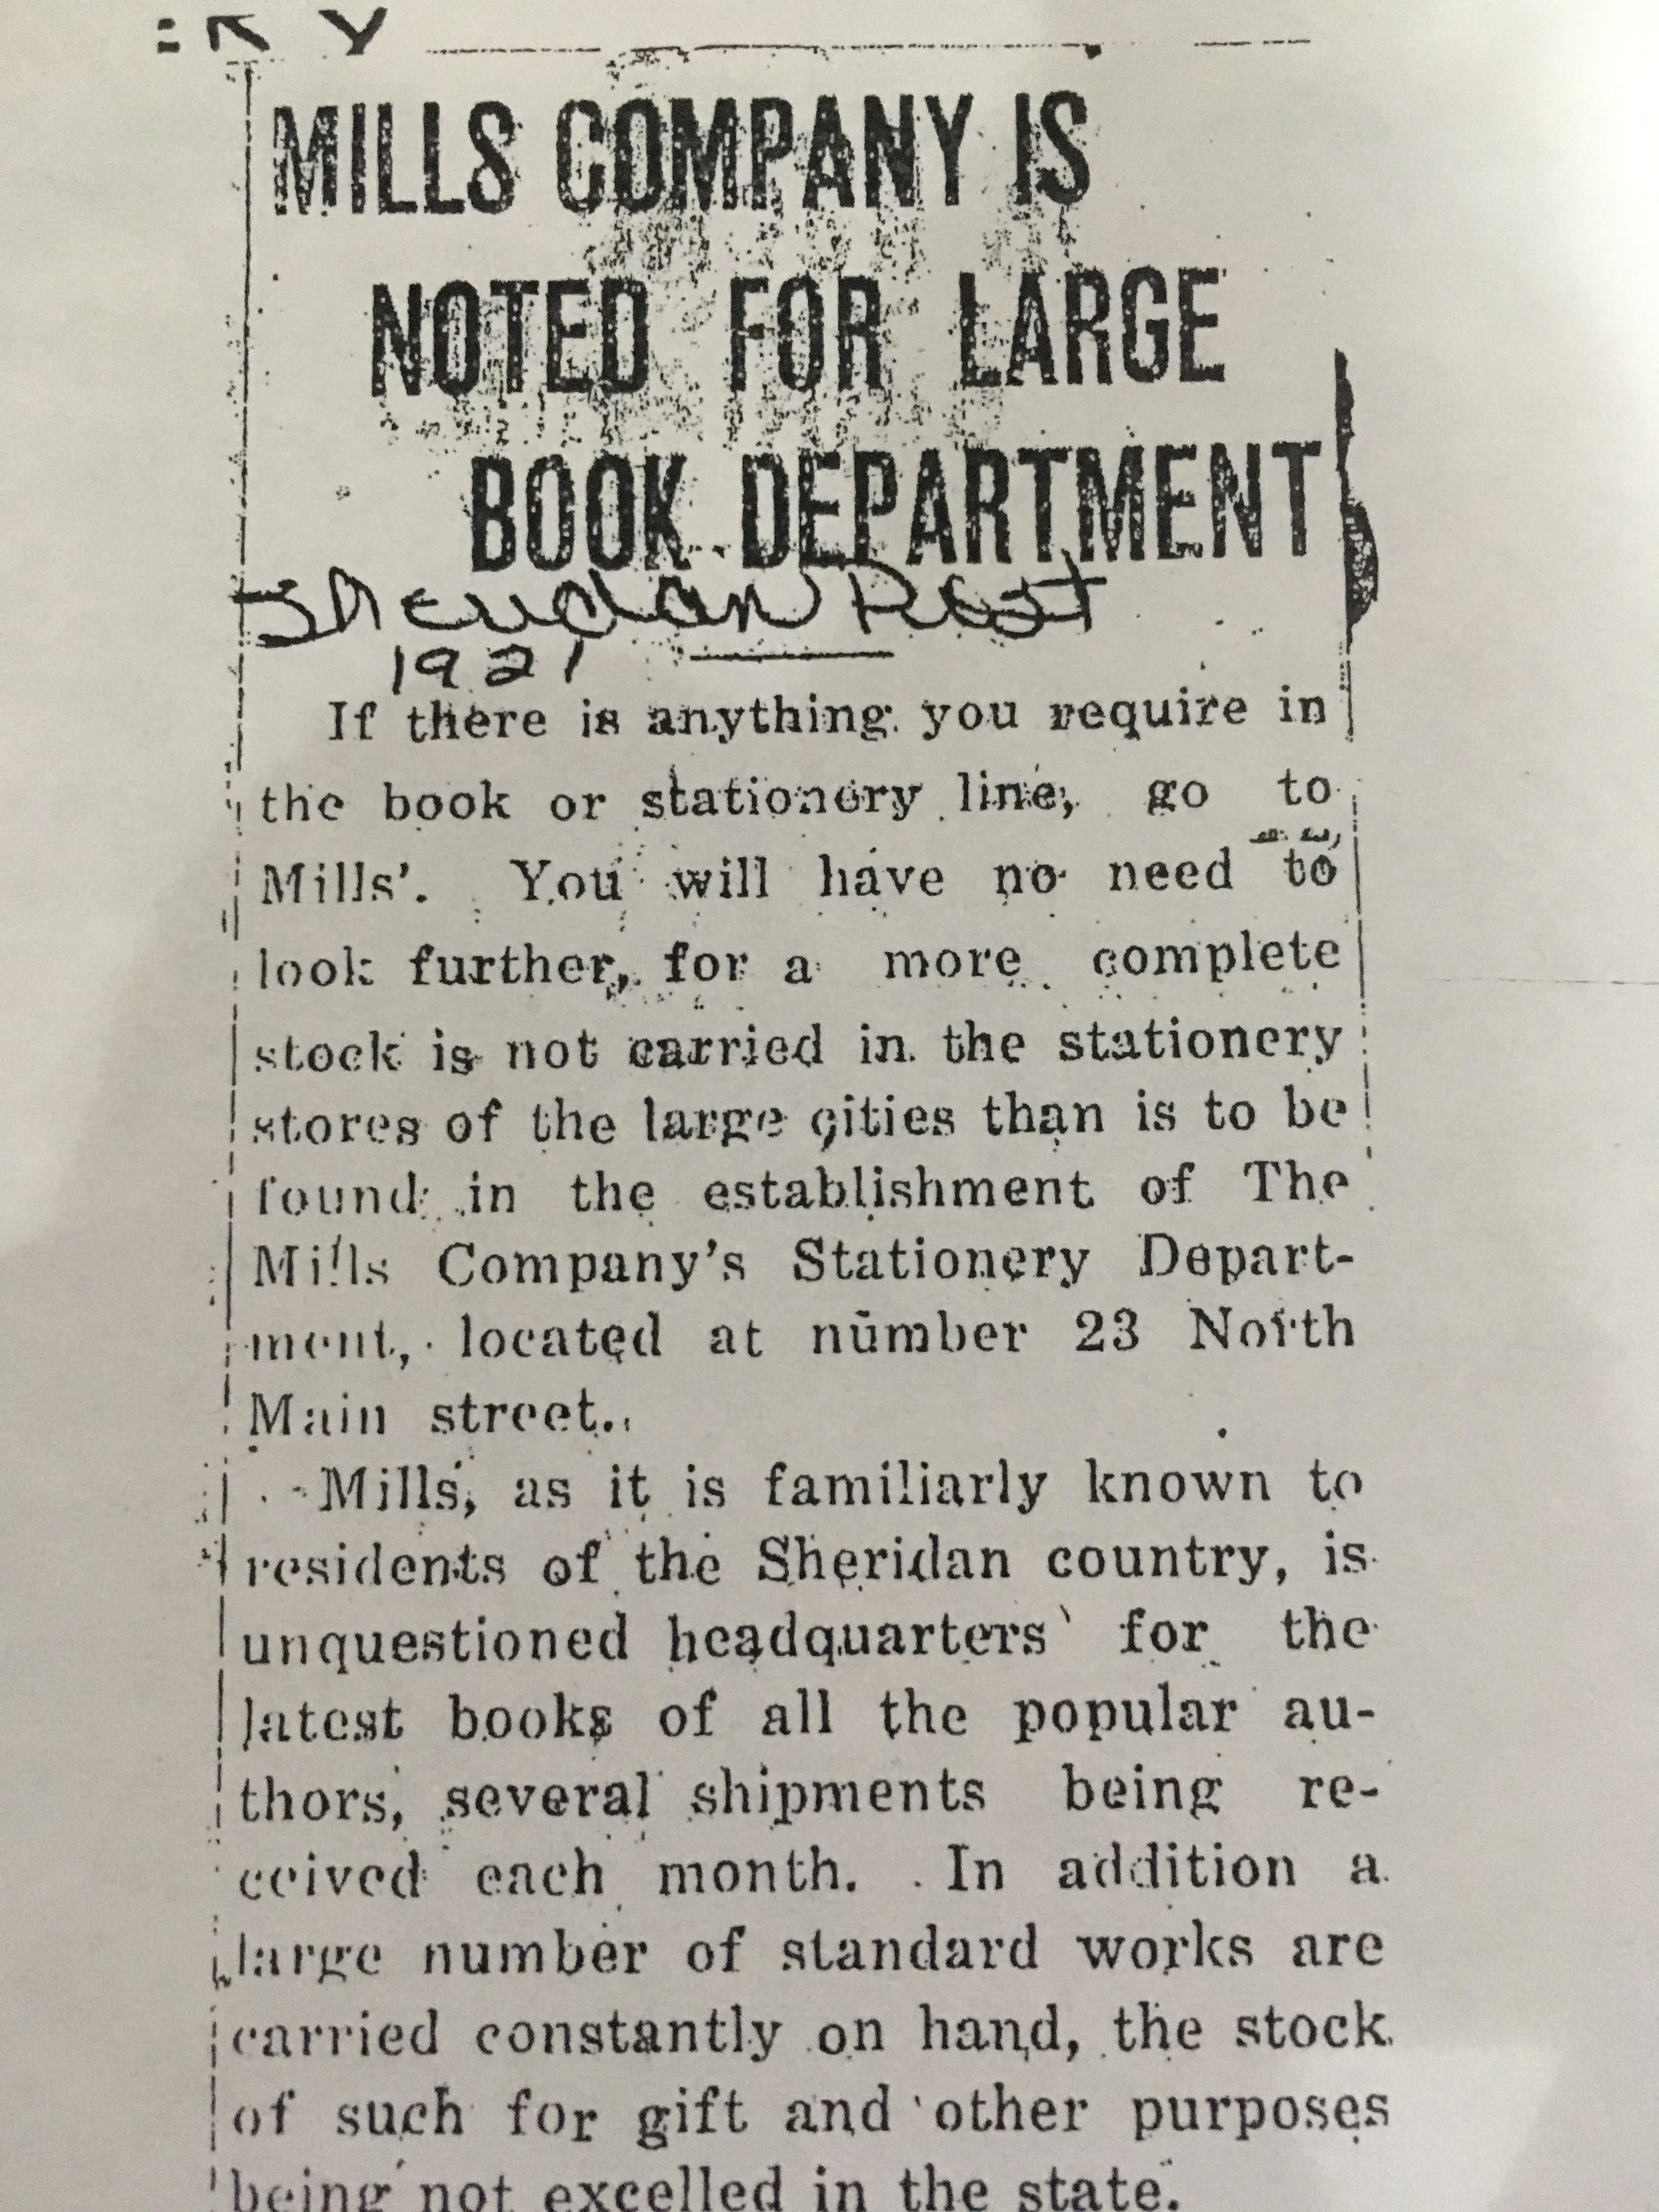 RY
MILLS COMPANY IS
NOTED FOR LARGE
BOOK DEPARTMENT
Sheridan Post
1921
If there is anything you require in
the book or stationery line, go to
Mills'. You will have no need to
look further, for a more complete
stock is not carried in the stationery
stores of the large cities than is to be
found in the establishment of The
Mills Company's Stationery Depart-
ment, located at number 23 North
Main street.
Mills, as it is familiarly known to
residents of the Sheridan country, is
unquestioned headquarters for the
latest books of all the popular au-
thors, several shipments being re-
ceived each month. In addition a
large number of standard works are
carried constantly on hand, the stock
of such for gift and other purposes
being not excelled in the state.